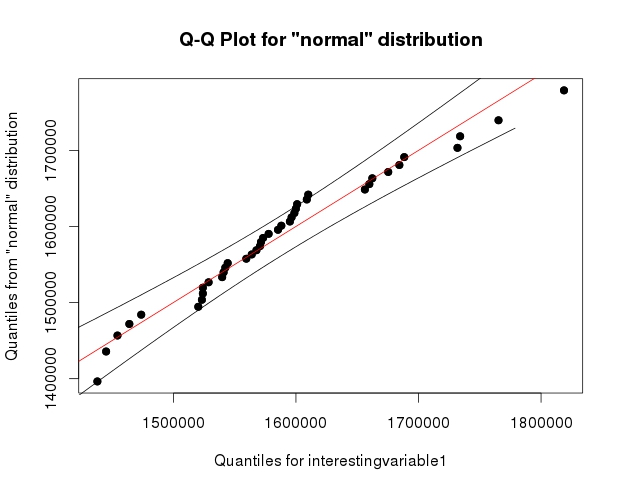 Q-Q Plot for "normal" distribution
Quantiles from "normal" distribution
1700000
1600000
1500000
1400000
1500000 1600000 1700000 1800000
Quantiles for interestingvariable1